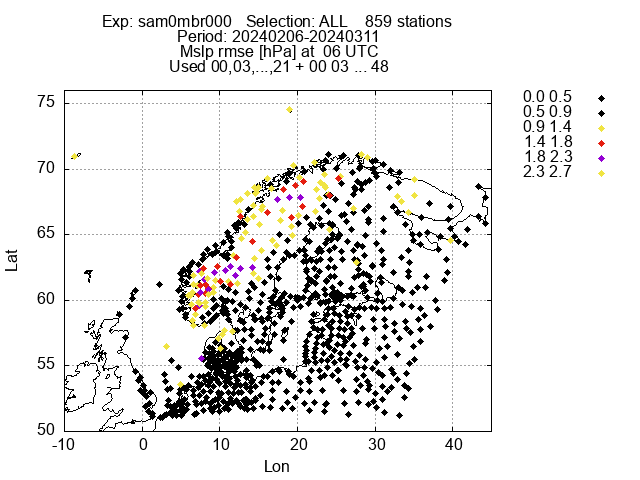 Exp: sam0mbr000   Selection: ALL    859 stations
Period: 20240206-20240311
Mslp rmse [hPa] at  06 UTC
Used 00,03,...,21 + 00 03 ... 48
0.0 0.5
0.5 0.9
0.9 1.4
1.4 1.8
1.8 2.3
2.3 2.7
75
70
65
60
55
50
Lat
-10 0 10 20 30 40
Lon